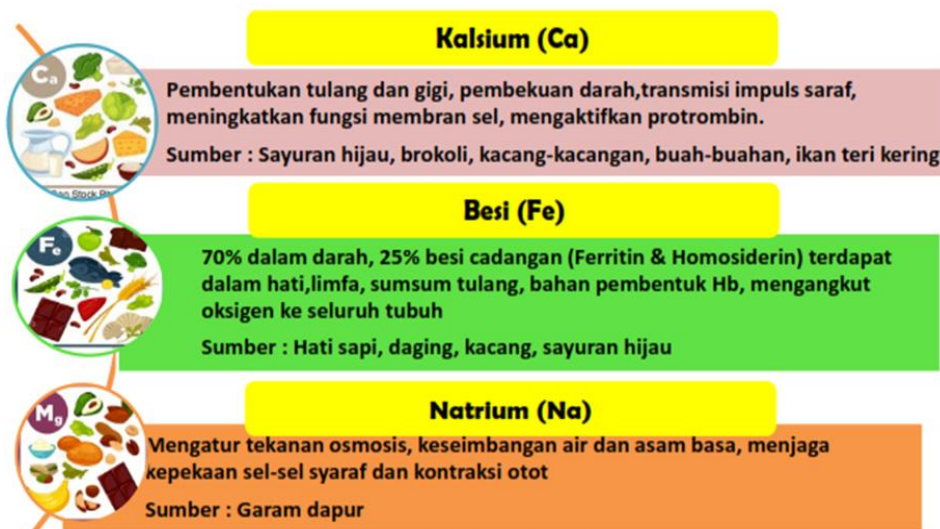 Kalsium (Ca)
Ca
Pembentukan tulang dan gigi, pembekuan darah,transmisi impuls saraf,
meningkatkan fungsi membran sel, mengaktifkan protrombin.
Sumber : Sayuran hijau, brokoli, kacang-kacangan, buah-buahan, ikan teri kering
Besi (Fe)
Fe
70% dalam darah, 25% besi cadangan (Ferritin & Homosiderin) terdapat
dalam hati,limfa, sumsum tulang, bahan pembentuk Hb, mengangkut
oksigen ke seluruh tubuh
Sumber : Hati sapi, daging, kacang, sayuran hijau
Natrium (Na)
Mg
Mengatur tekanan osmosis, keseimbangan air dan asam basa, menjaga
kepekaan sel-sel syaraf dan kontraksi otot
Sumber : Garam dapur